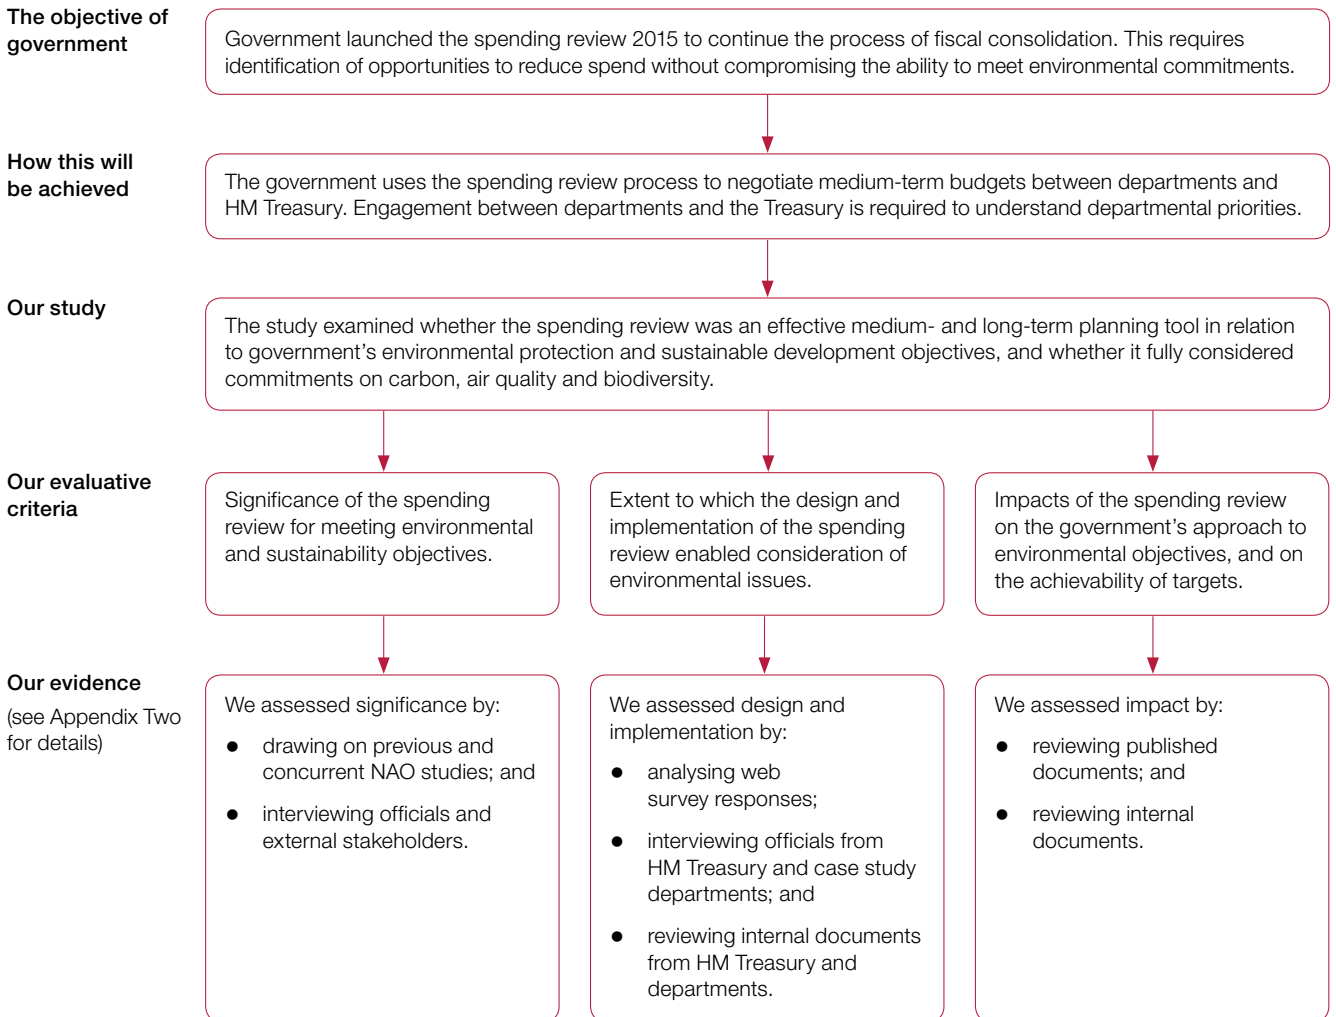 The objective of
government
Government launched the spending review 2015 to continue the process of fiscal consolidation. This requires
identification of opportunities to reduce spend without compromising the ability to meet environmental commitments.
How this will
be achieved
The government uses the spending review process to negotiate medium-term budgets between departments and
HM Treasury. Engagement between departments and the Treasury is required to understand departmental priorities.
Our study
The study examined whether the spending review was an effective medium- and long-term planning tool in relation
to government’s environmental protection and sustainable development objectives, and whether it fully considered
commitments on carbon, air quality and biodiversity.
Our evaluative
criteria
Significance of the spending
review for meeting environmental
and sustainability objectives.
Extent to which the design and
implementation of the spending
review enabled consideration of
environmental issues.
Impacts of the spending review
on the government’s approach to
environmental objectives, and on
the achievability of targets.
Our evidence
(see Appendix Two
for details)
We assessed significance by:
● drawing on previous and
concurrent NAO studies; and
● interviewing officials and
external stakeholders.
We assessed design and
implementation by:
● analysing web
survey responses;
● interviewing officials from
HM Treasury and case study
departments; and
● reviewing internal documents
from HM Treasury and
departments.
We assessed impact by:
● reviewing published
documents; and
● reviewing internal
documents.